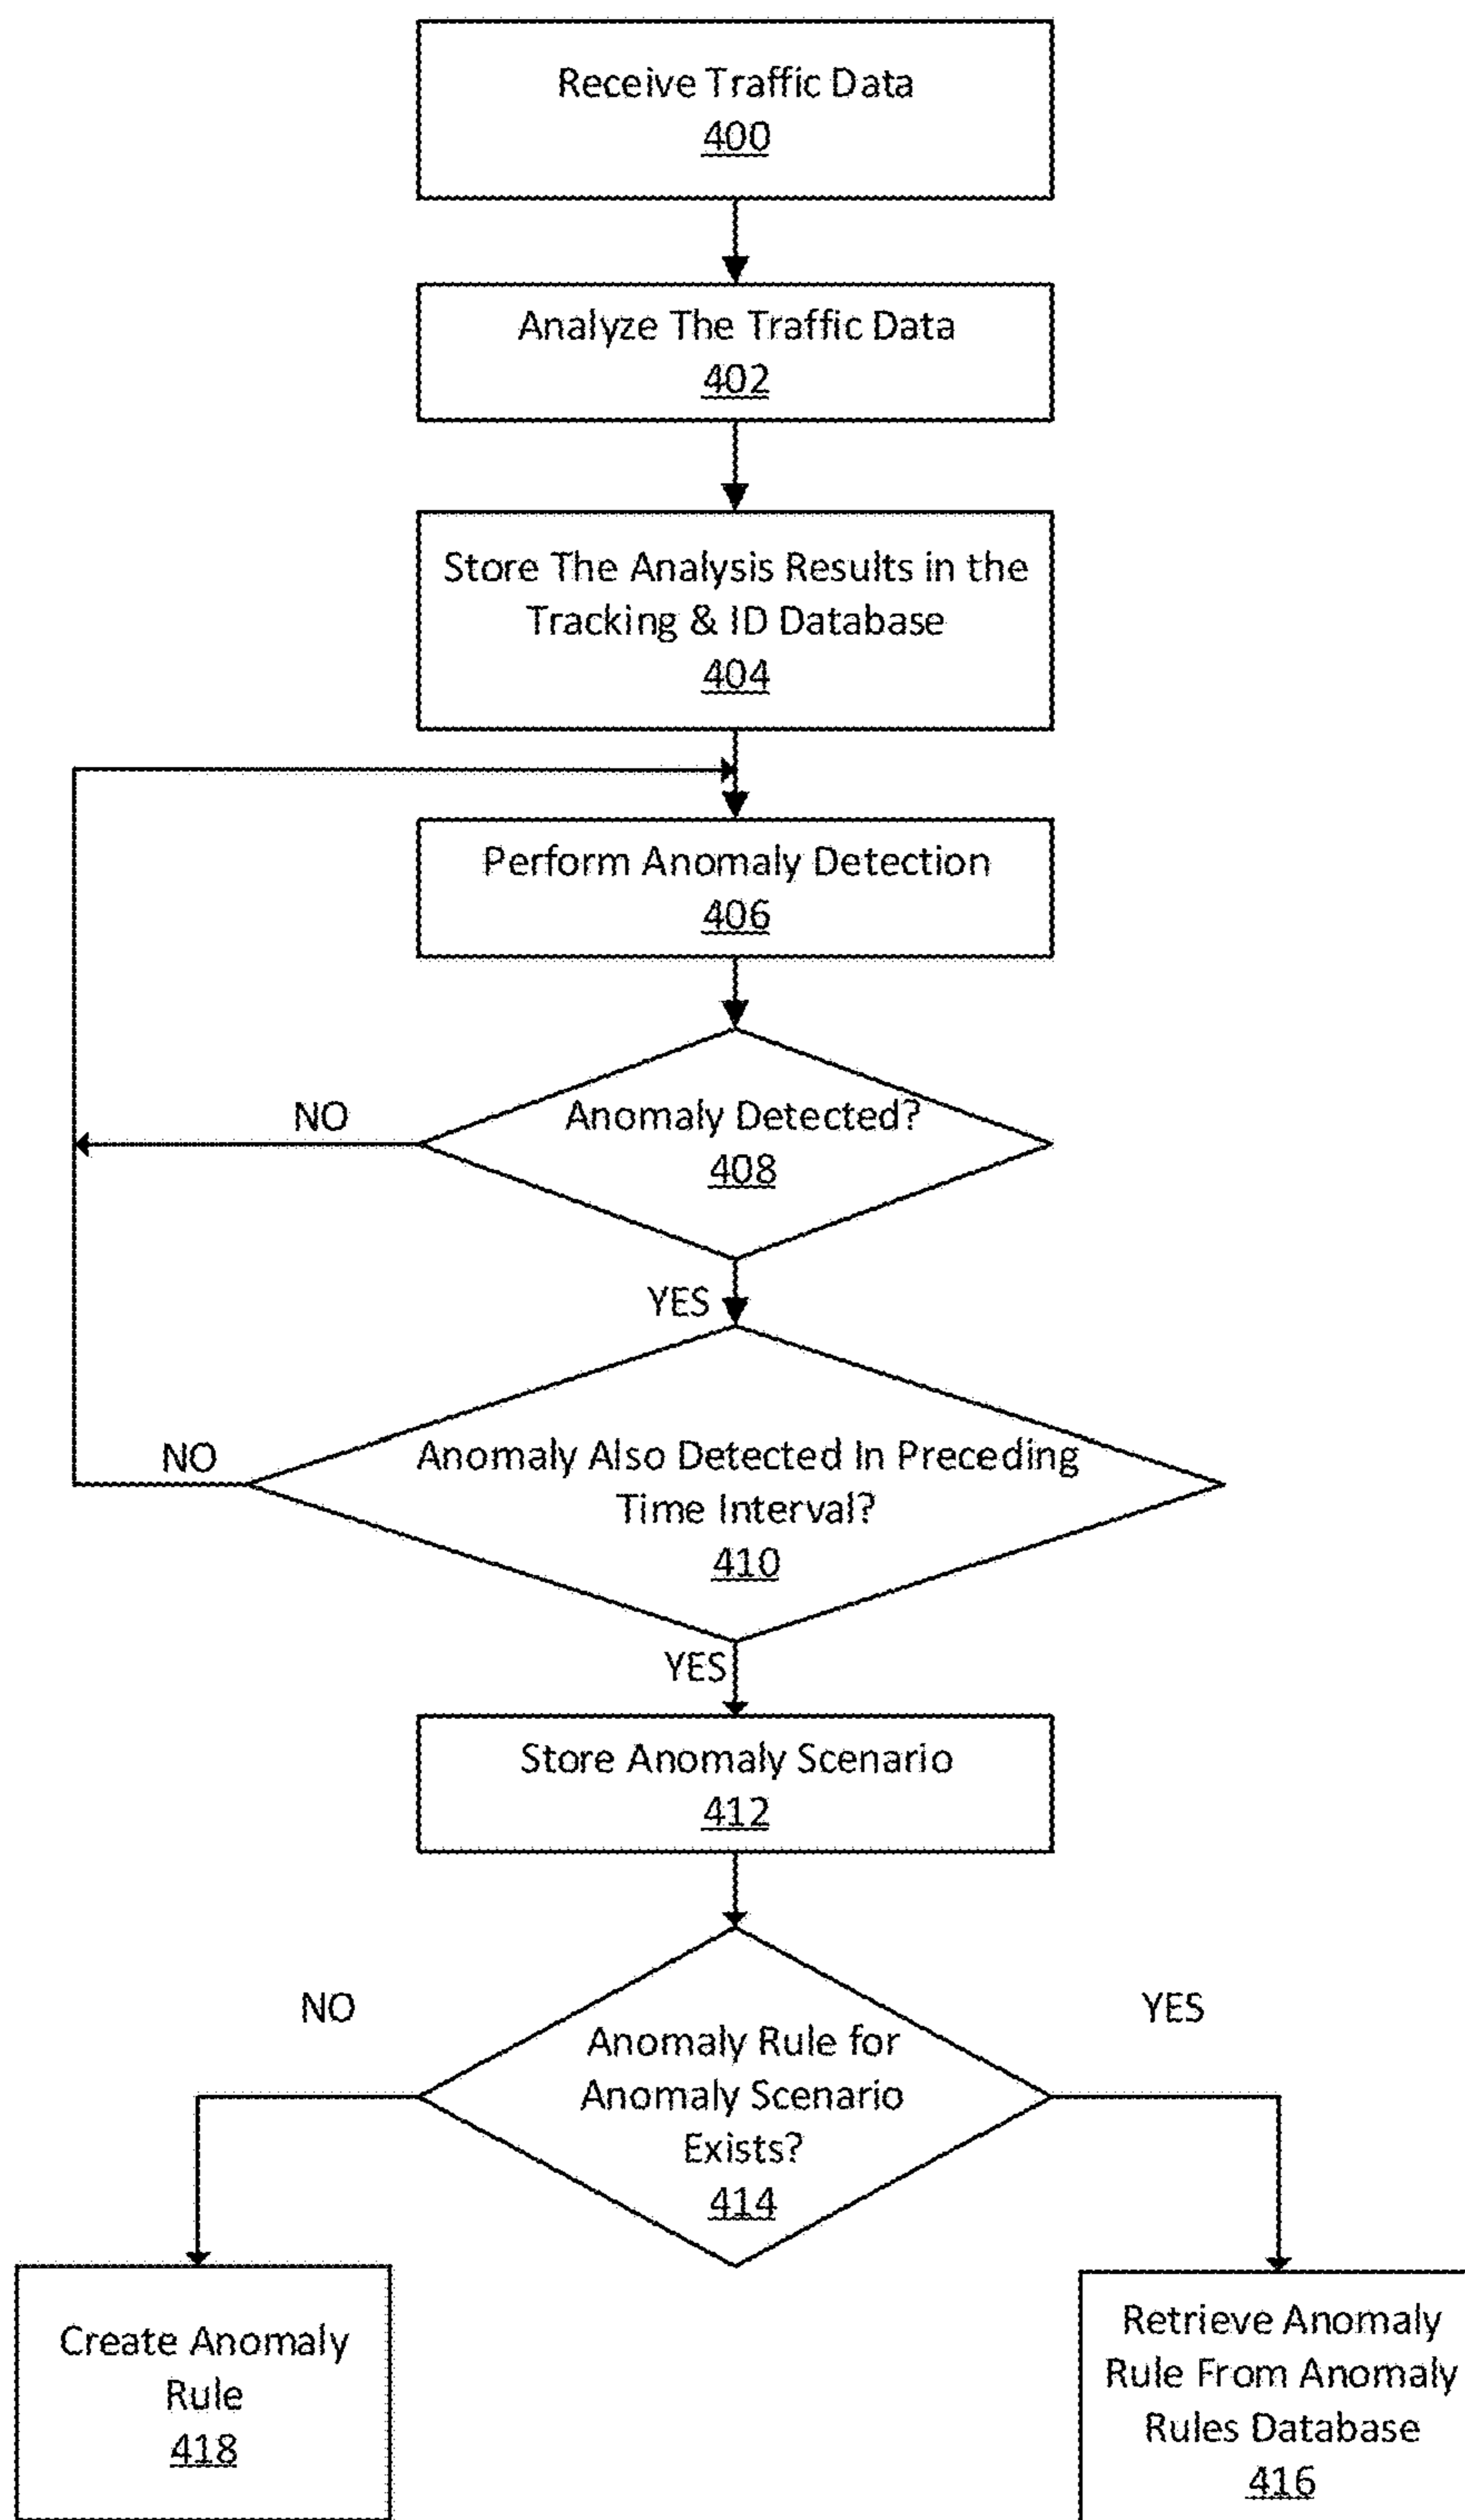 Receive Traffic Data
400
Analyze The Traffic Data
402
Store The Analysis Results in the
Tracking & ID Database
404
Perform Anomaly Detection
406
Anomaly Detected?
408
NO
YES
Anomaly Also Detected In Preceding
Time Interval?
410
NO
YES
Store Anomaly Scenario
412
Anomaly Rule for
Anomaly Scenario
Exists?
414
NO
YES
Create Anomaly
Rule
418
Retrieve Anomaly
Rule From Anomaly
Rules Database
416